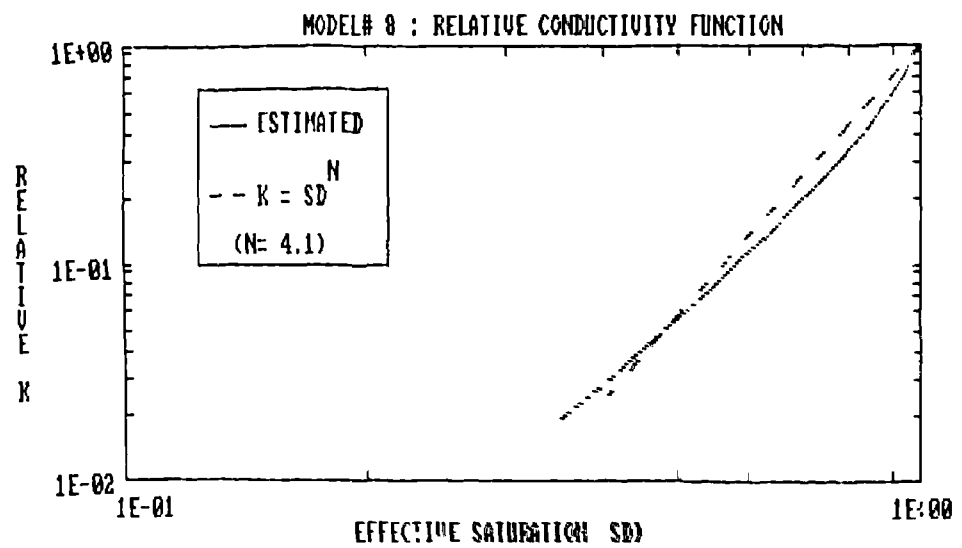 MODEL# 8 : RELATIVE CONDUCTIVITY FUNCTION
1E+00
ESTIMATED
N
K = SD
(N= 4.1)
RELATIVE K
1E-01
1E-02
1E-01
1E+00
EFFECTIVE SATURATION SD)